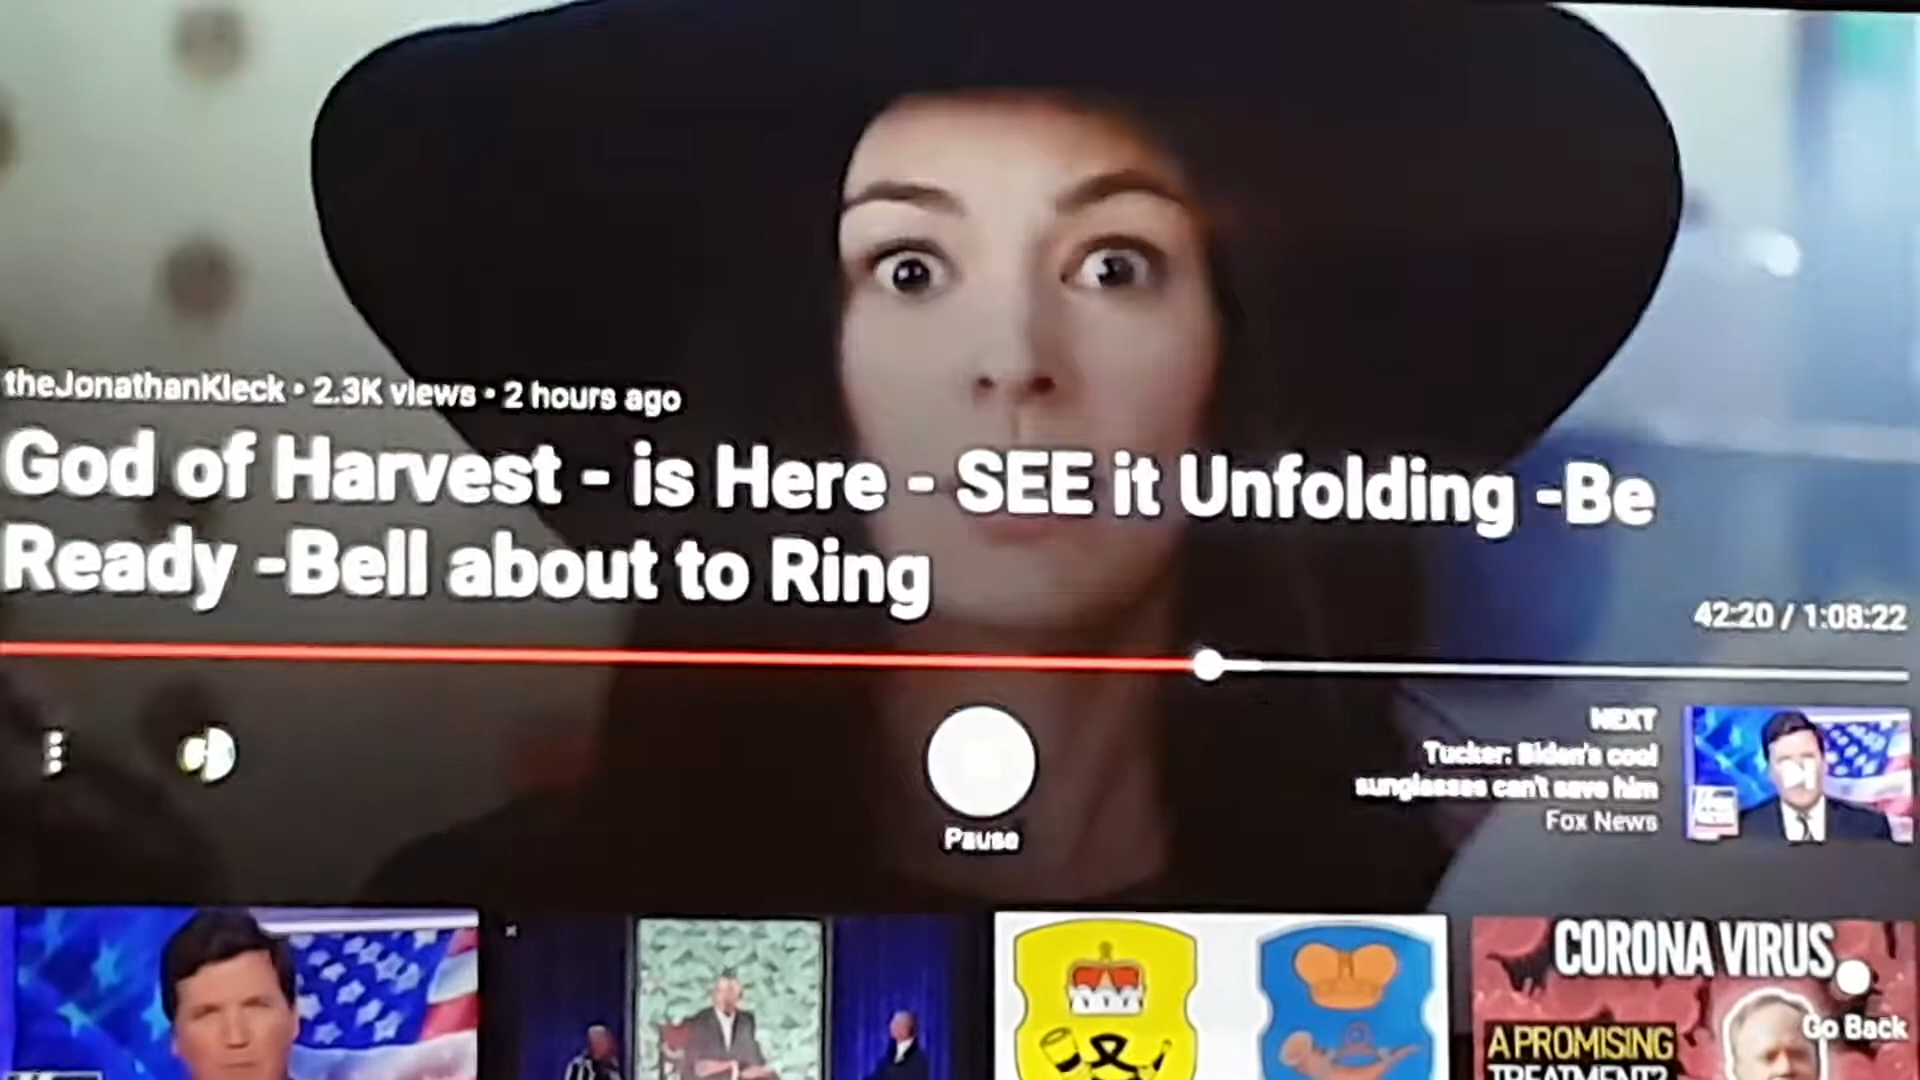 theJonathanKleck • 2.3K views • 2 hours ago
God of Harvest - is Here - SEE it Unfolding -Be
Ready -Bell about to Ring
42:20 / 1:08:22
NEXT
Tucker: Biden's cool
sunglasses can't save him
Fox News
Pause
CORONA VIRUS
Go Back
A PROMISING
TREATMENT?